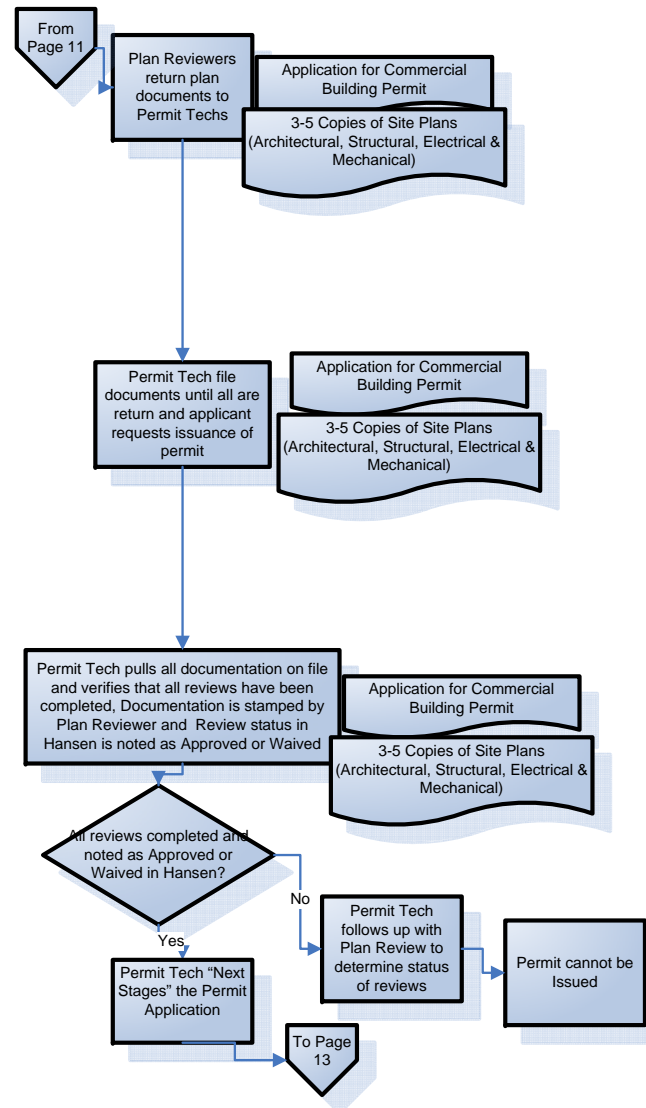 From
Page 11
Plan Reviewers
return plan
documents to
Permit Techs
Application for Commercial
Building Permit
3-5 Copies of Site Plans
(Architectural, Structural, Electrical &
Mechanical)
Permit Tech file
documents until all are
return and applicant
requests issuance of
permit
Application for Commercial
Building Permit
3-5 Copies of Site Plans
(Architectural, Structural, Electrical &
Mechanical)
Permit Tech pulls all documentation on file
and verifies that all reviews have been
completed, Documentation is stamped by
Plan Reviewer and Review status in
Hansen is noted as Approved or Waived
Application for Commercial
Building Permit
3-5 Copies of Site Plans
(Architectural, Structural, Electrical &
Mechanical)
All reviews completed and
noted as Approved or
Waived in Hansen?
No
Permit Tech
follows up with
Plan Review to
determine status
of reviews
Permit cannot be
Issued
Yes
Permit Tech “Next
Stages” the Permit
Application
To Page
13